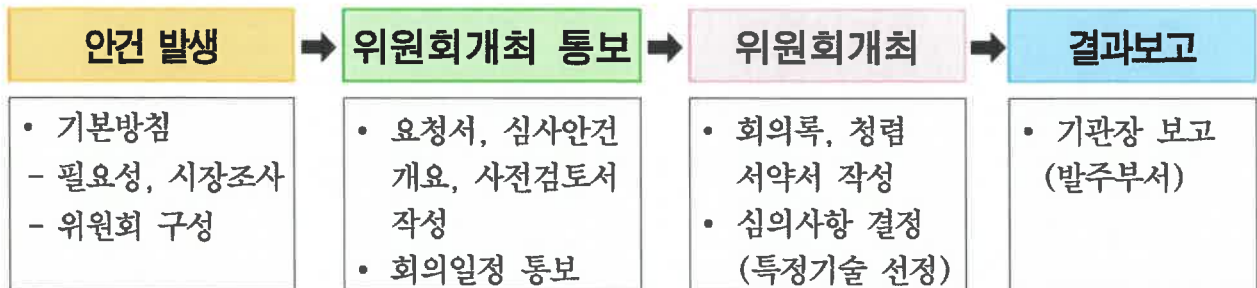 안건 발생 ➡ 위원회개최 통보 ➡ 위원회개최 ➡ 결과보고
• 기본방침
- 필요성, 시장조사
- 위원회 구성
• 요청서, 심사안건
개요, 사전검토서
작성
• 회의일정 통보
• 회의록, 청렴
서약서 작성
• 심의사항 결정
(특정기술 선정)
• 기관장 보고
(발주부서)